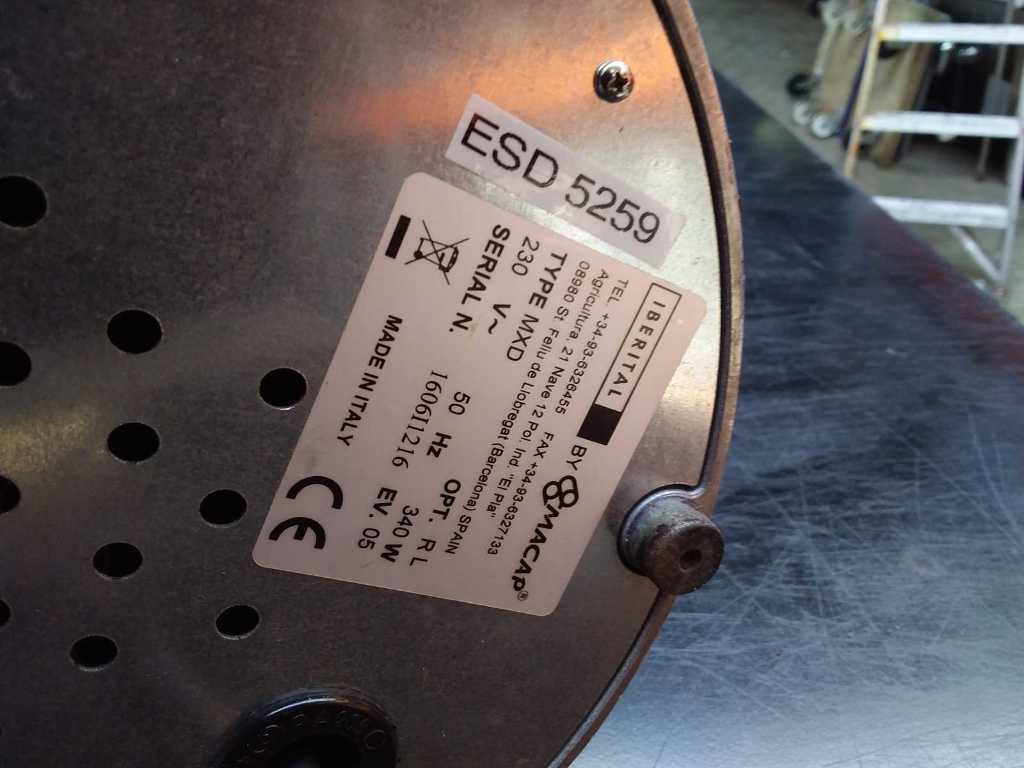 ESD 5259
IBERITAL BY MACAP®
TEL +34-93-6326455 FAX +34-93-6327133
Agricultura, 21 Nave 12 Pol. Ind. "El Pla"
08980 St. Feliu de Llobregat (Barcelona) SPAIN
TYPE MXD OPT. R L
230 V~ 50 Hz 340 W
SERIAL N. 160611216 EV. 05
MADE IN ITALY CE